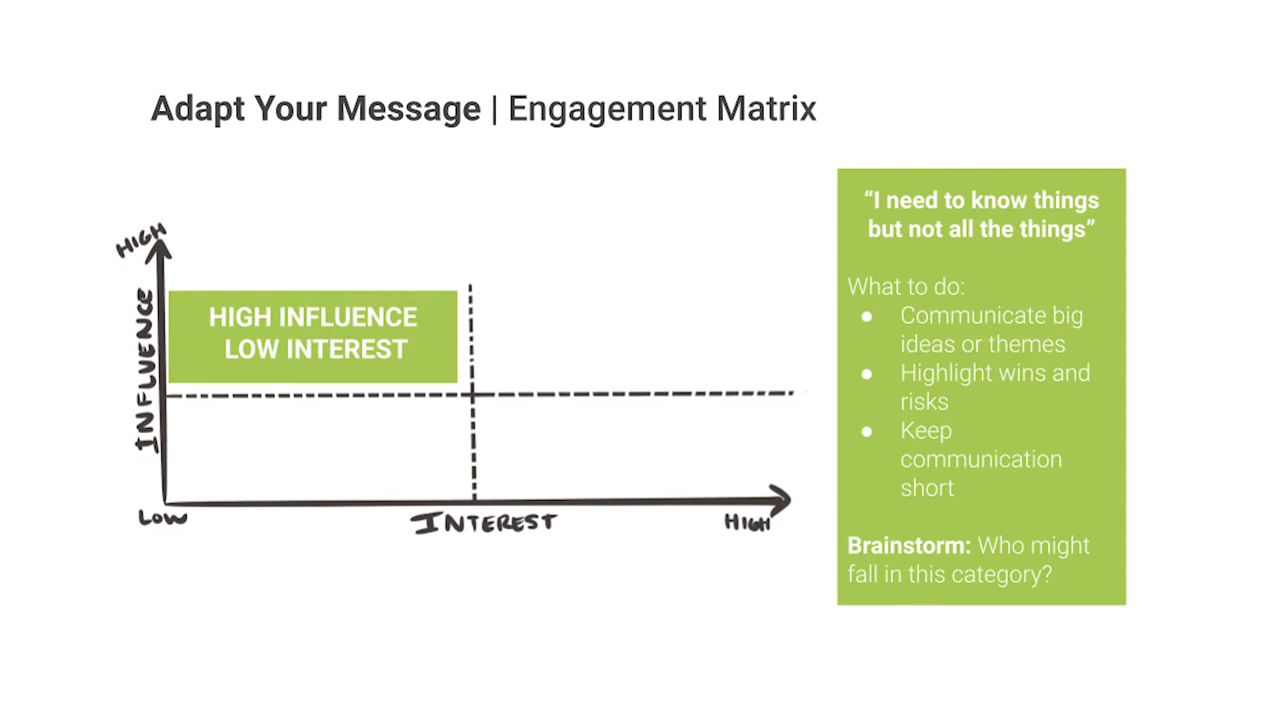 Adapt Your Message | Engagement Matrix
HIGH
INFLUENCE
HIGH INFLUENCE
LOW INTEREST
LOW
INTEREST
HIGH
“I need to know things
but not all the things”
What to do:
● Communicate big
ideas or themes
● Highlight wins and
risks
● Keep
communication
short
Brainstorm: Who might
fall in this category?